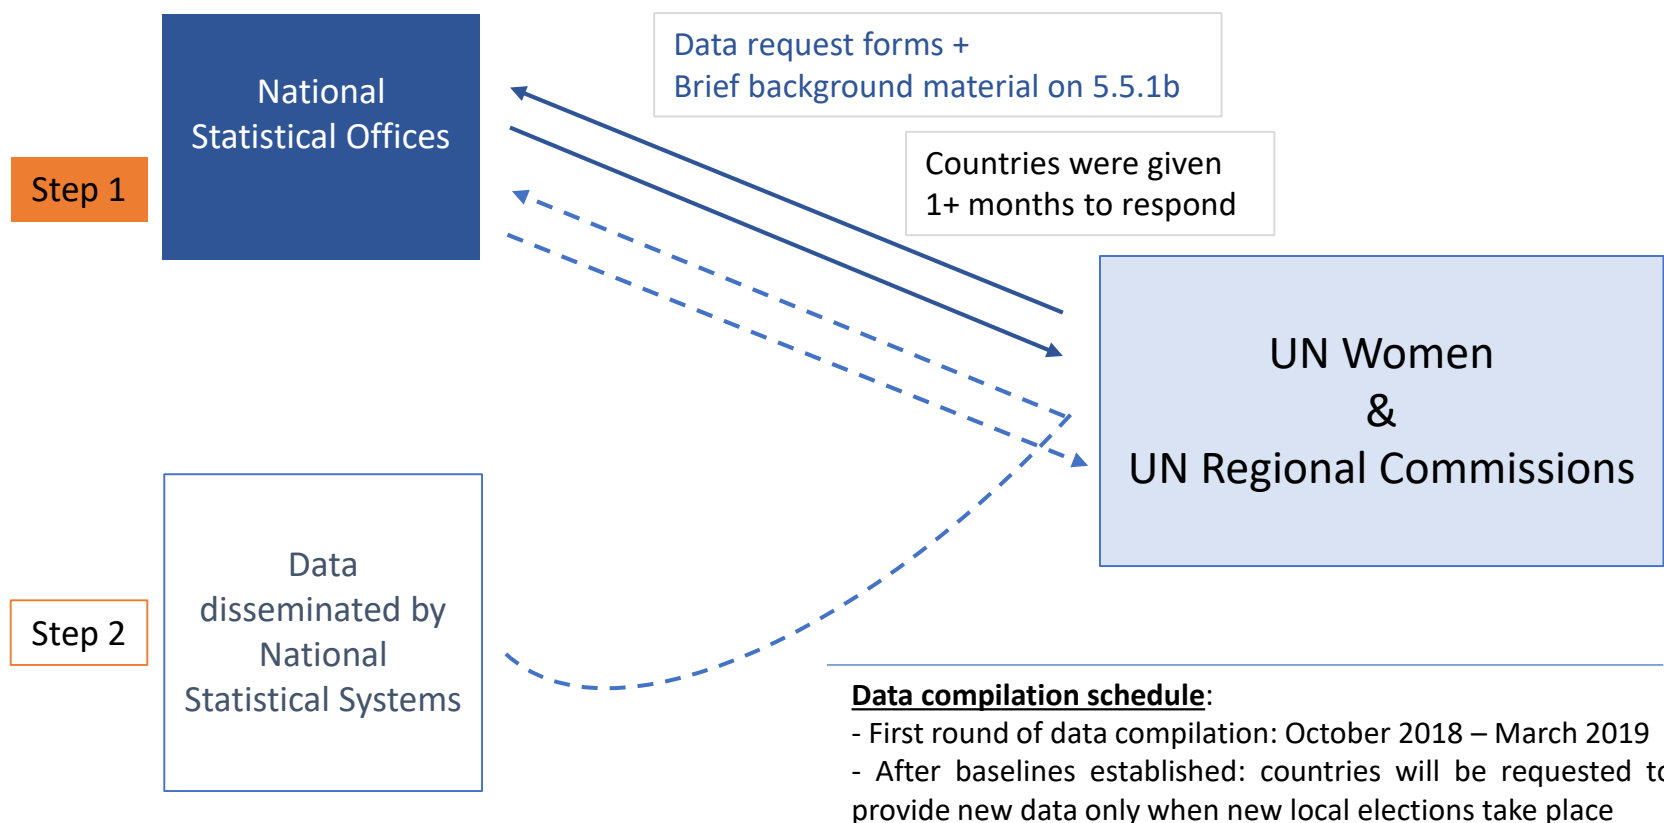 Data request forms +
Brief background material on 5.5.1b
National
Statistical Offices
Countries were given
1+ months to respond
Step 1
UN Women
&
UN Regional Commissions
Step 2
Data
disseminated by
National
Statistical Systems
Data compilation schedule:
- First round of data compilation: October 2018 – March 2019
- After baselines established: countries will be requested to
provide new data only when new local elections take place